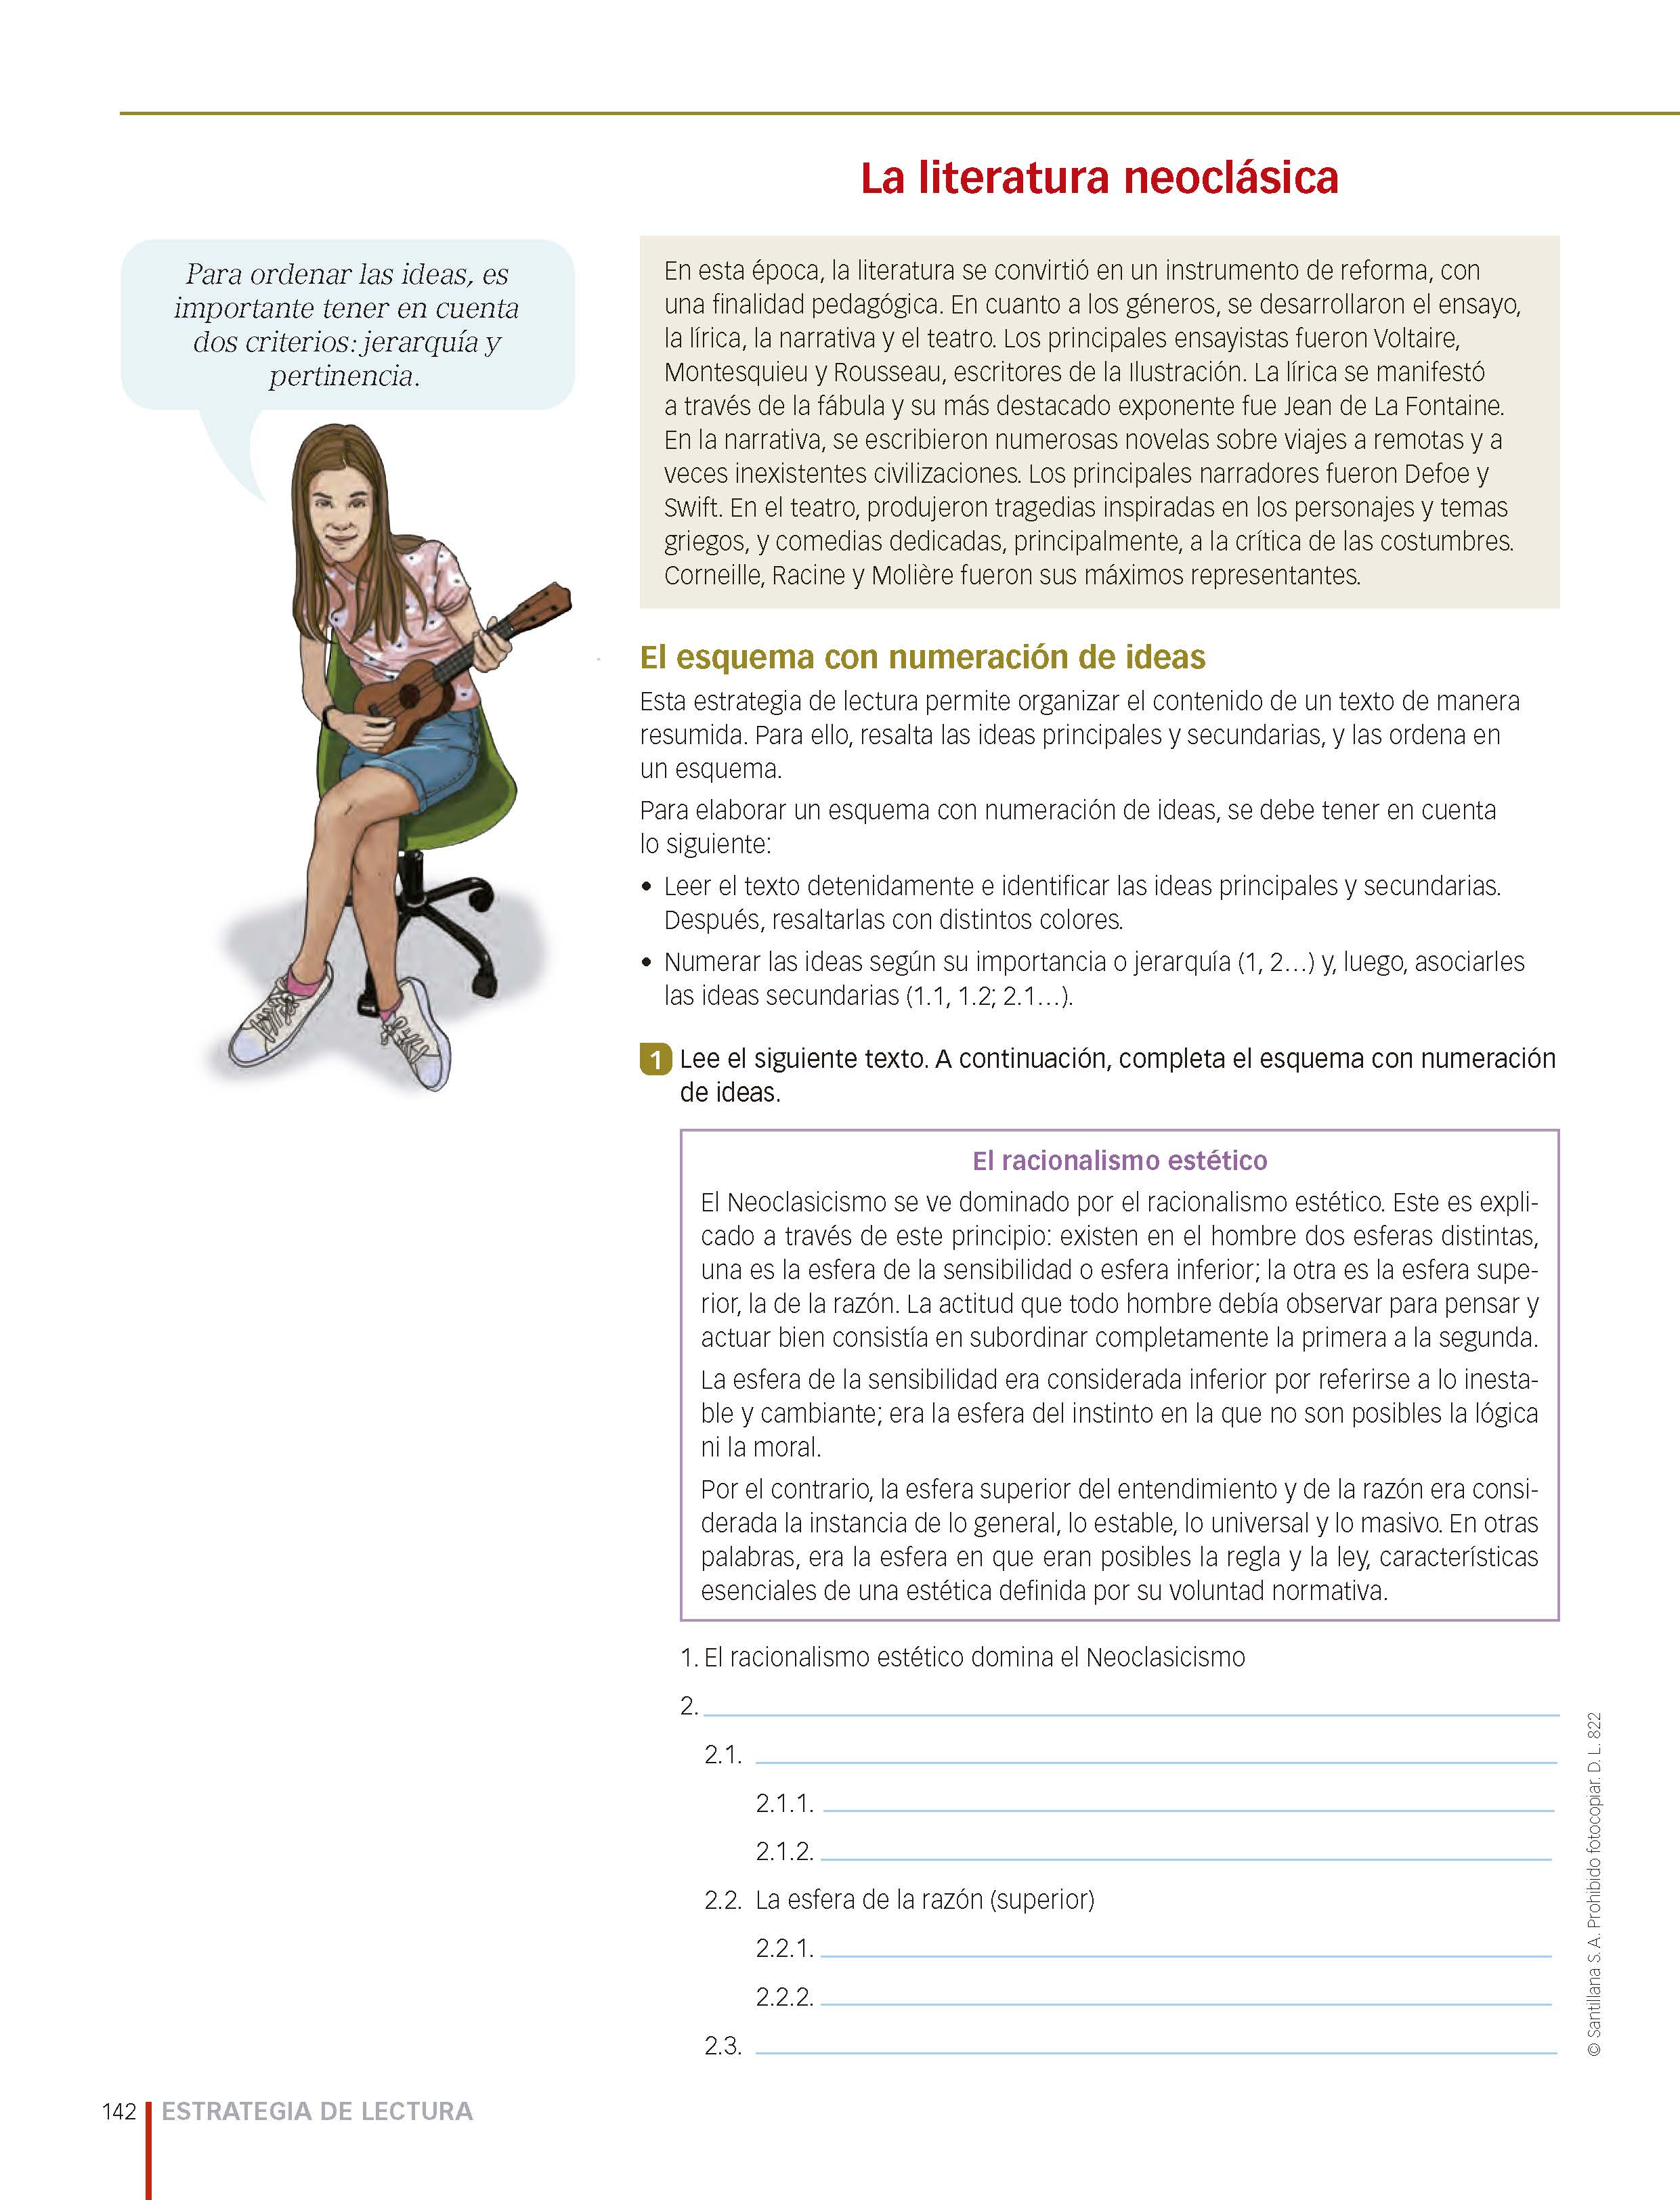 La literatura neoclásica
Para ordenar las ideas, es
importante tener en cuenta
dos criterios: jerarquía y
pertinencia.
En esta época, la literatura se convirtió en un instrumento de reforma, con
una finalidad pedagógica. En cuanto a los géneros, se desarrollaron el ensayo,
la lírica, la narrativa y el teatro. Los principales ensayistas fueron Voltaire,
Montesquieu y Rousseau, escritores de la Ilustración. La lírica se manifestó
a través de la fábula y su más destacado exponente fue Jean de La Fontaine.
En la narrativa, se escribieron numerosas novelas sobre viajes a remotas y a
veces inexistentes civilizaciones. Los principales narradores fueron Defoe y
Swift. En el teatro, produjeron tragedias inspiradas en los personajes y temas
griegos, y comedias dedicadas, principalmente, a la crítica de las costumbres.
Corneille, Racine y Molière fueron sus máximos representantes.
El esquema con numeración de ideas
Esta estrategia de lectura permite organizar el contenido de un texto de manera
resumida. Para ello, resalta las ideas principales y secundarias, y las ordena en
un esquema.
Para elaborar un esquema con numeración de ideas, se debe tener en cuenta
lo siguiente:
• Leer el texto detenidamente e identificar las ideas principales y secundarias.
Después, resaltarlas con distintos colores.
• Numerar las ideas según su importancia o jerarquía (1, 2…) y, luego, asociarles
las ideas secundarias (1.1, 1.2; 2.1…).
1 Lee el siguiente texto. A continuación, completa el esquema con numeración
de ideas.
El racionalismo estético
El Neoclasicismo se ve dominado por el racionalismo estético. Este es expli-
cado a través de este principio: existen en el hombre dos esferas distintas,
una es la esfera de la sensibilidad o esfera inferior; la otra es la esfera supe-
rior, la de la razón. La actitud que todo hombre debía observar para pensar y
actuar bien consistía en subordinar completamente la primera a la segunda.
La esfera de la sensibilidad era considerada inferior por referirse a lo inesta-
ble y cambiante; era la esfera del instinto en la que no son posibles la lógica
ni la moral.
Por el contrario, la esfera superior del entendimiento y de la razón era consi-
derada la instancia de lo general, lo estable, lo universal y lo masivo. En otras
palabras, era la esfera en que eran posibles la regla y la ley, características
esenciales de una estética definida por su voluntad normativa.
1. El racionalismo estético domina el Neoclasicismo
2.
2.1.
2.1.1.
2.1.2.
2.2. La esfera de la razón (superior)
2.2.1.
2.2.2.
2.3.
© Santillana S. A. Prohibido fotocopiar. D. L. 822
142 ESTRATEGIA DE LECTURA